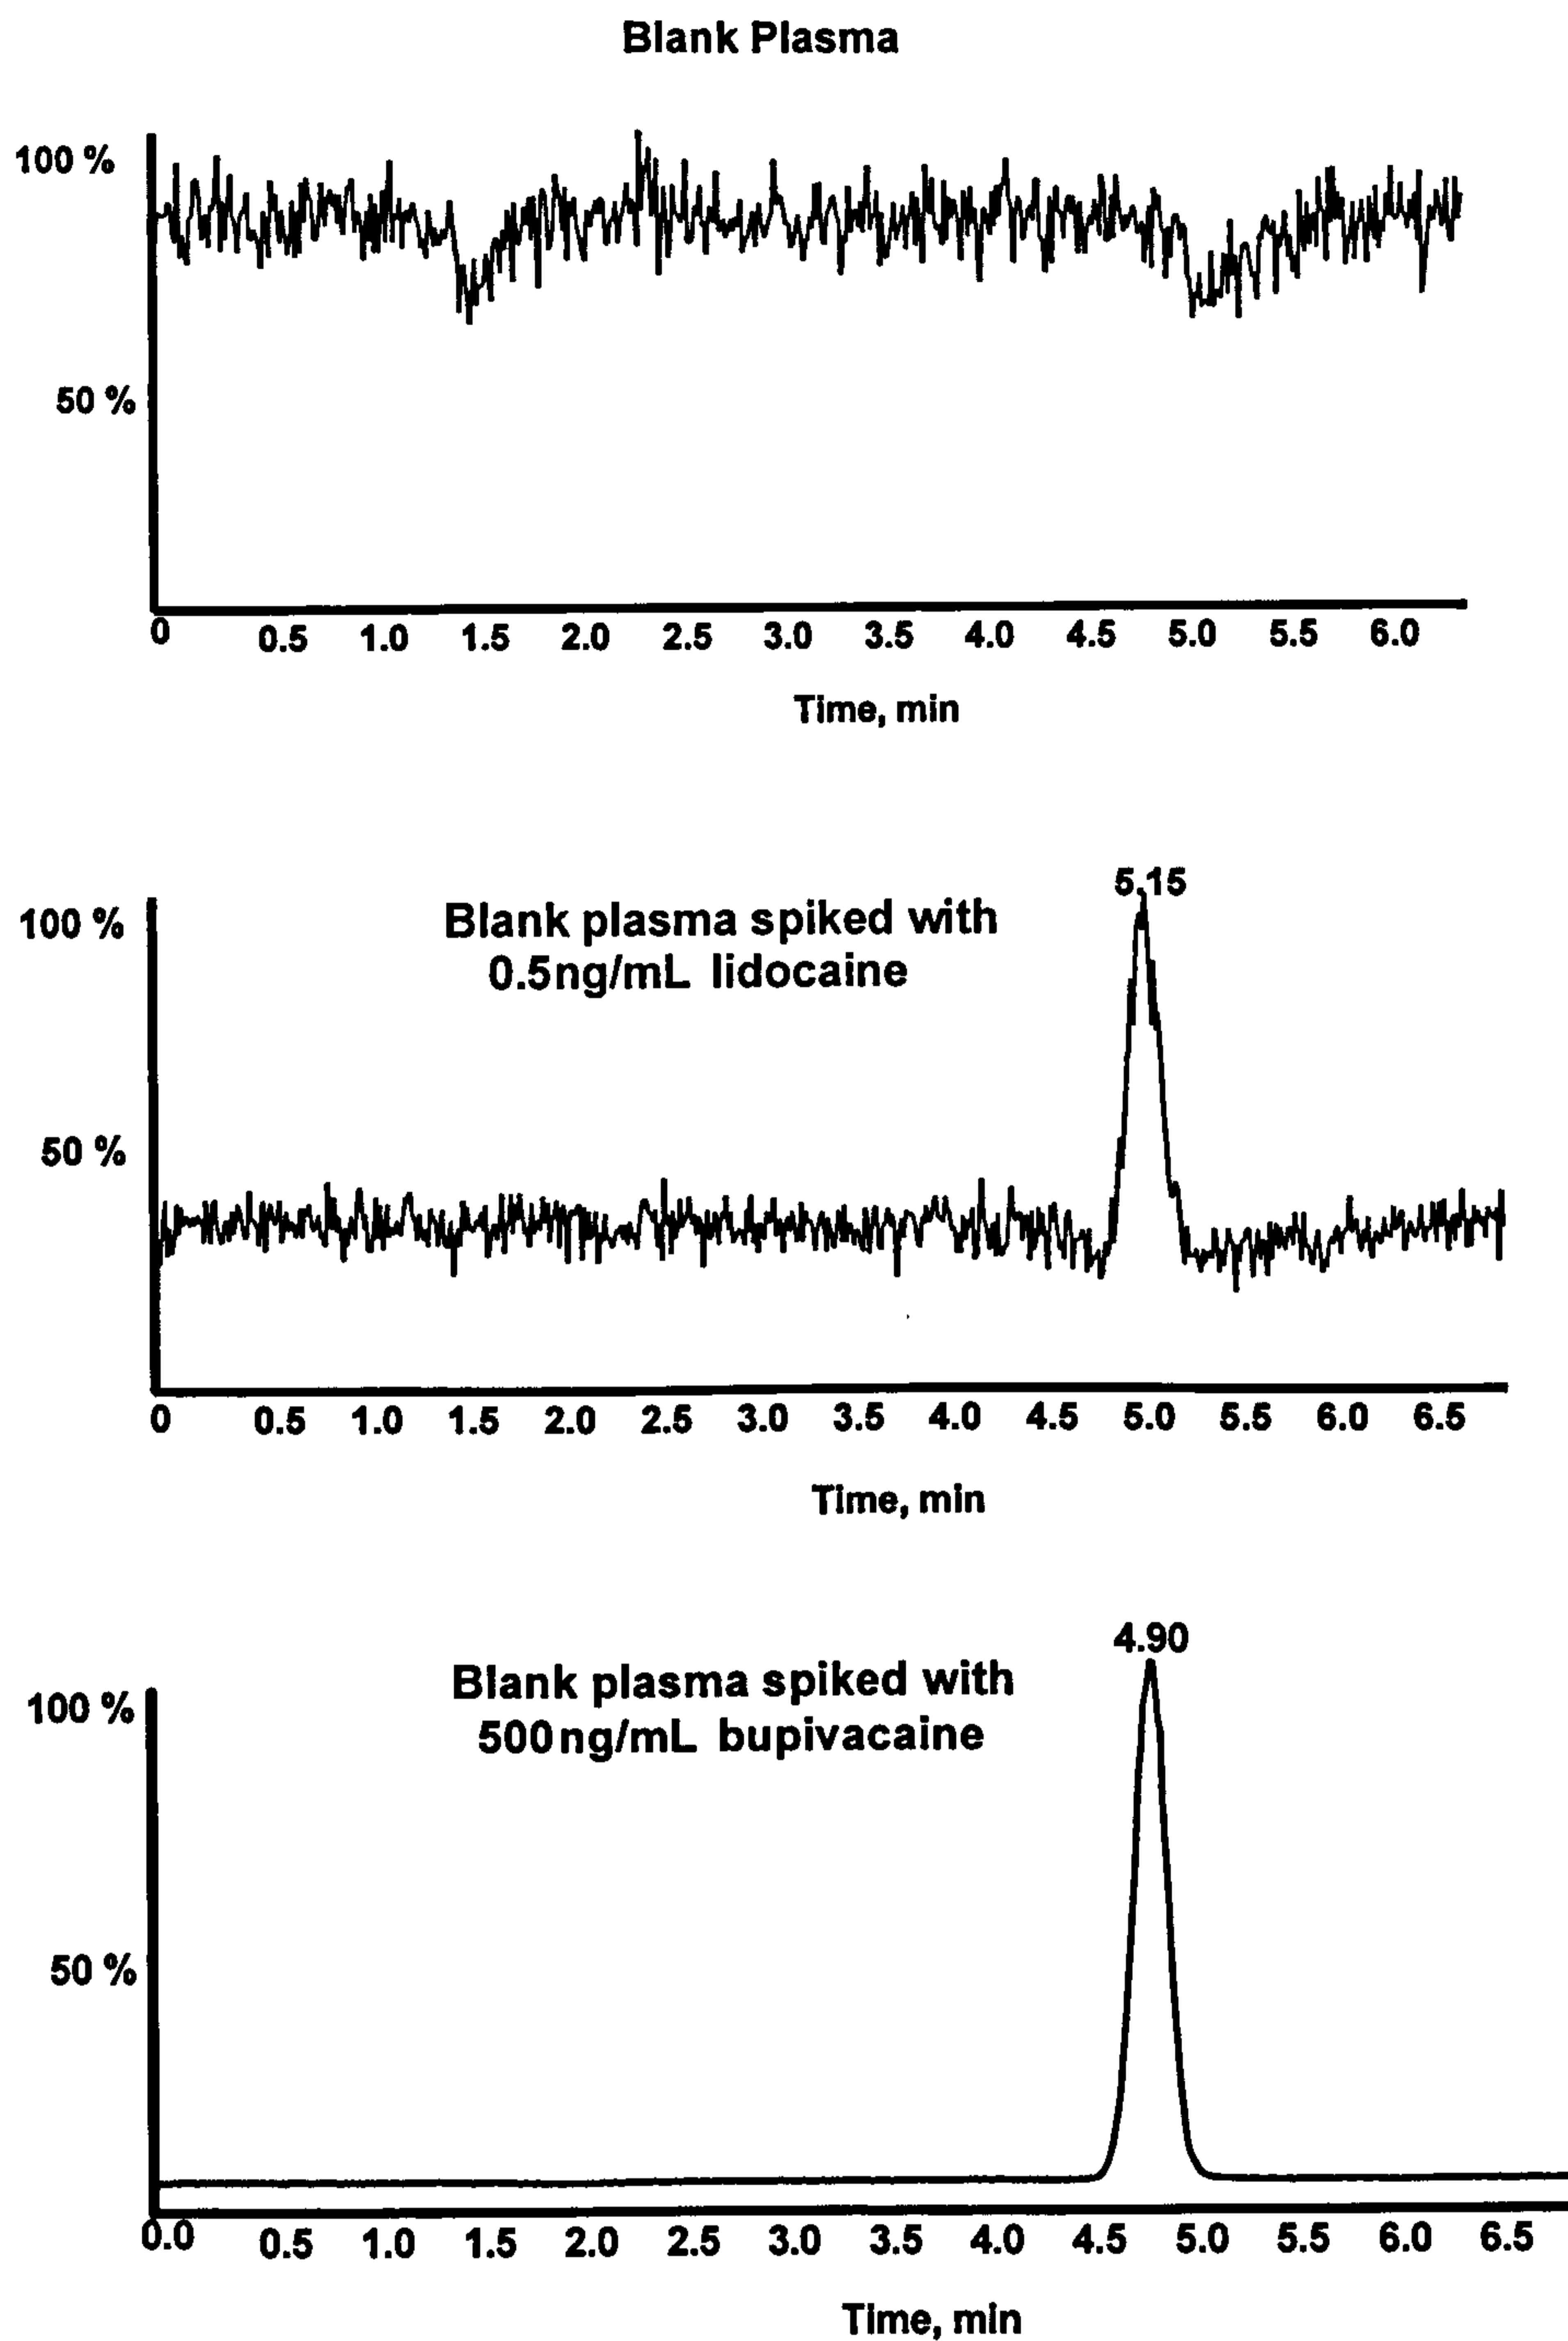 Blank Plasma
100 %
50 %
0 0.5 1.0 1.5 2.0 2.5 3.0 3.5 4.0 4.5 5.0 5.5 6.0
Time, min
5.15
100 %
Blank plasma spiked with
0.5ng/mL lidocaine
50 %
0 0.5 1.0 1.5 2.0 2.5 3.0 3.5 4.0 4.5 5.0 5.5 6.0 6.5
Time, min
4.90
Blank plasma spiked with
100 %
500ng/mL bupivacaine
50 %
0.0 0.5 1.0 1.5 2.0 2.5 3.0 3.5 4.0 4.5 5.0 5.5 6.0 6.5
Time, min